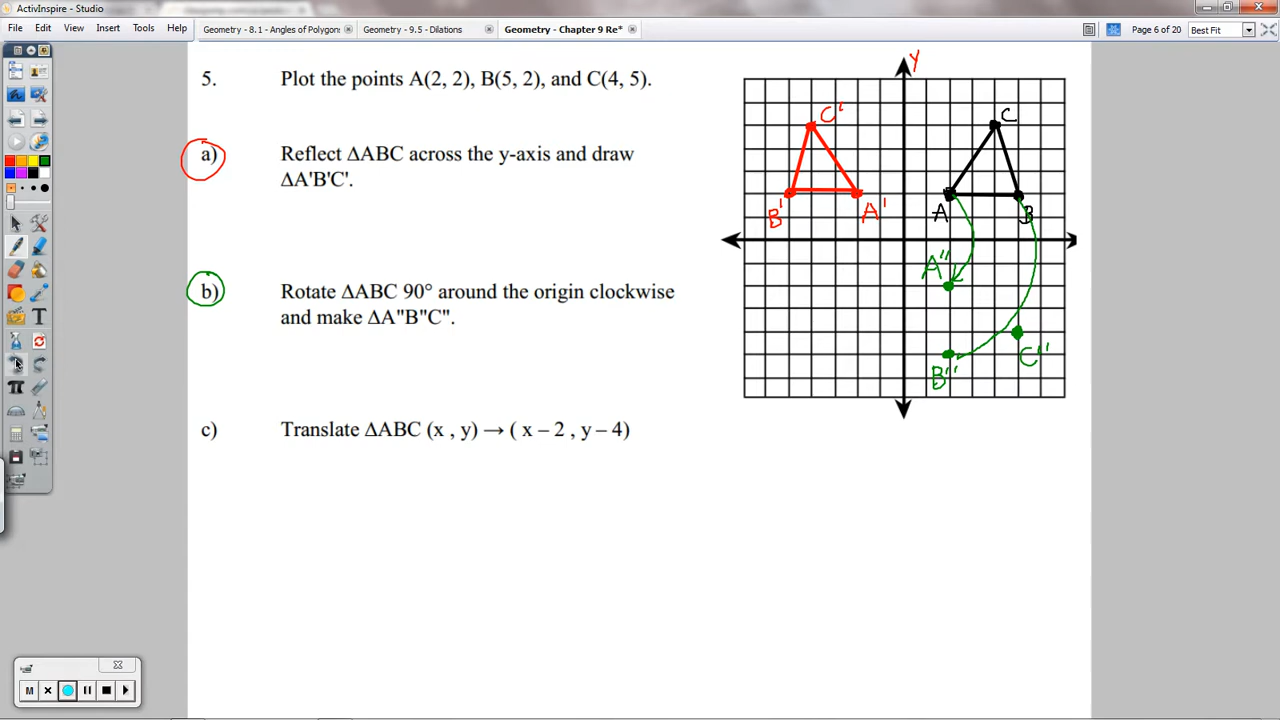 ActivInspire - Studio
File Edit View Insert Tools Help
Geometry - 8.1 - Angles of Polygon
Geometry - 9.5 - Dilations
Geometry - Chapter 9 Re*
Page 6 of 20
Best Fit
5. Plot the points A(2, 2), B(5, 2), and C(4, 5).
a) Reflect ΔABC across the y-axis and draw
ΔA'B'C'.
b) Rotate ΔABC 90° around the origin clockwise
and make ΔA"B"C".
c) Translate ΔABC (x , y) → ( x – 2 , y – 4)
Y
C'
C
B'
A'
A
B
A"
C"
B"
M